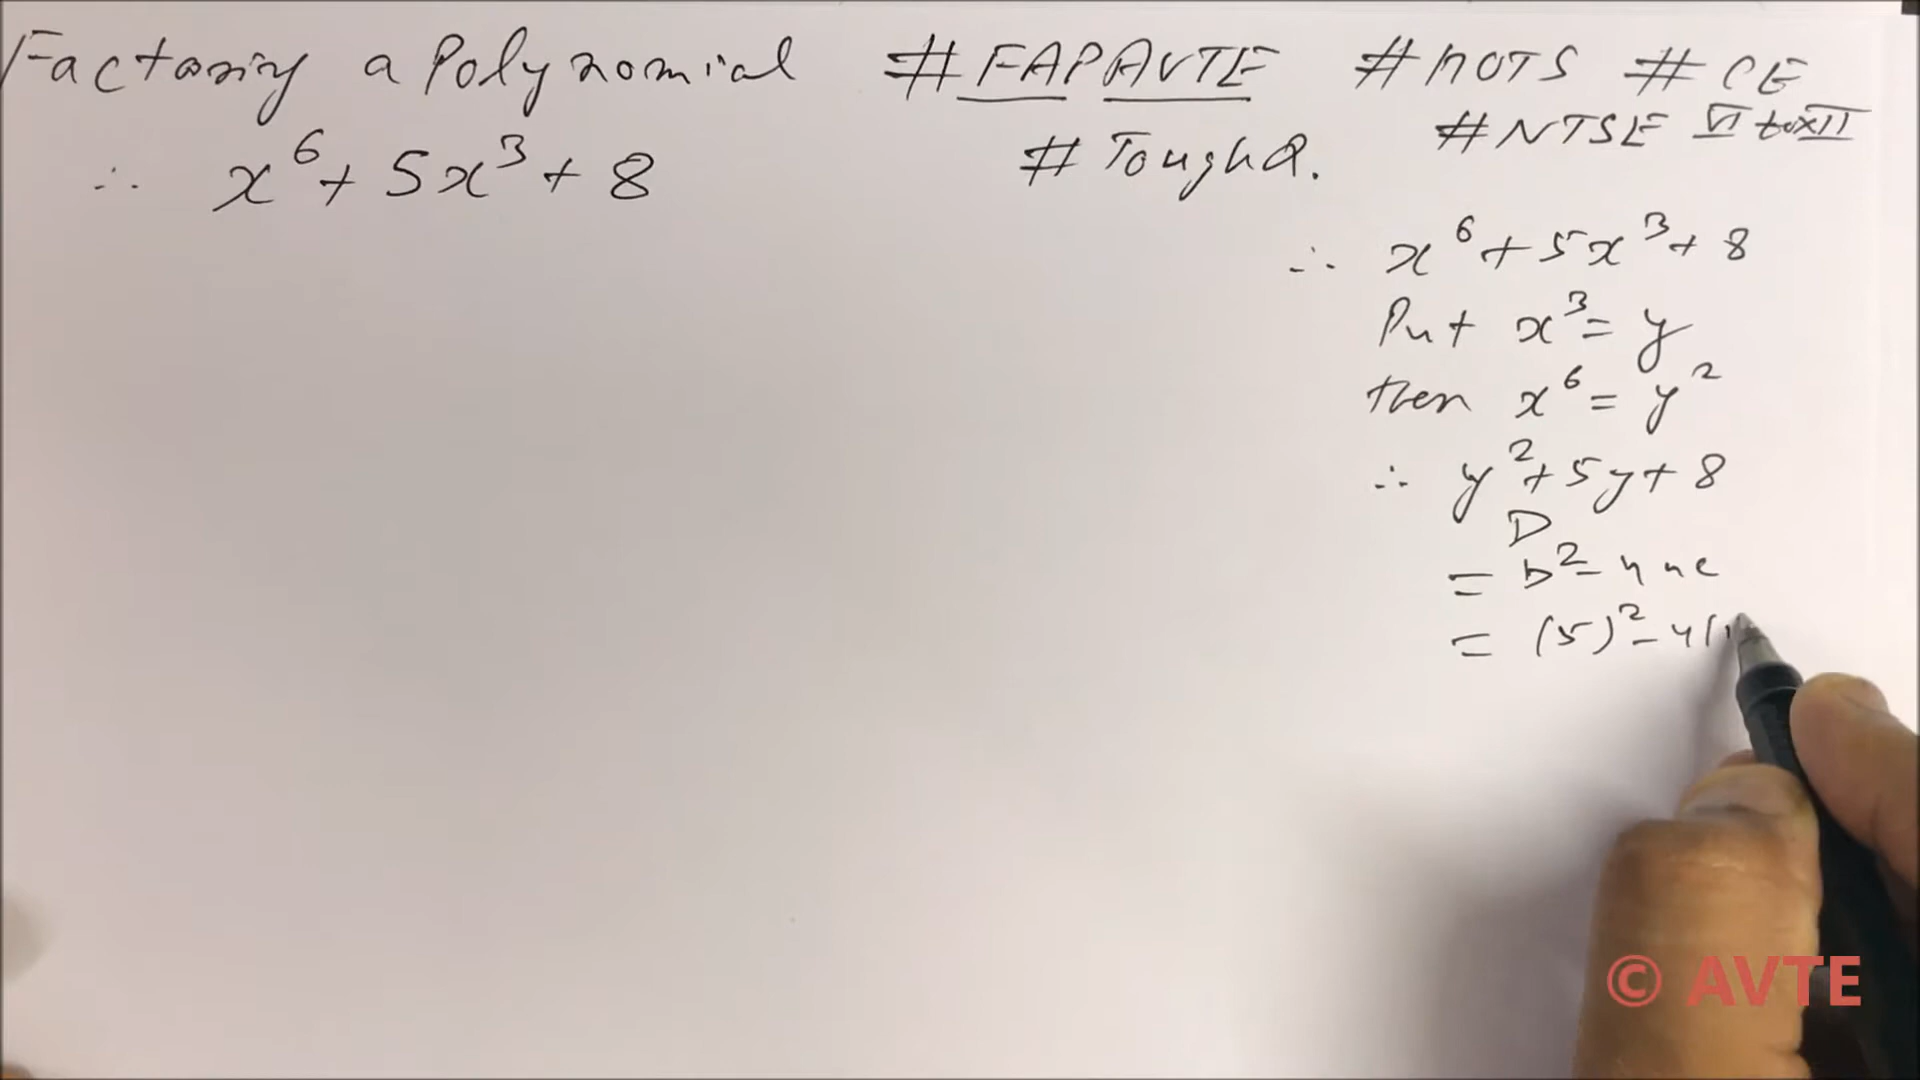 Factoring a Polynomial #FAPAVTE #HOTS #CE
#NTSE VI to XII
∴ x⁶ + 5x³ + 8 #Tough Q.
∴ x⁶ + 5x³ + 8
Put x³ = y
then x⁶ = y²
∴ y² + 5y + 8
D
= b² - 4ac
= (5)² - 4(1
© AVTE